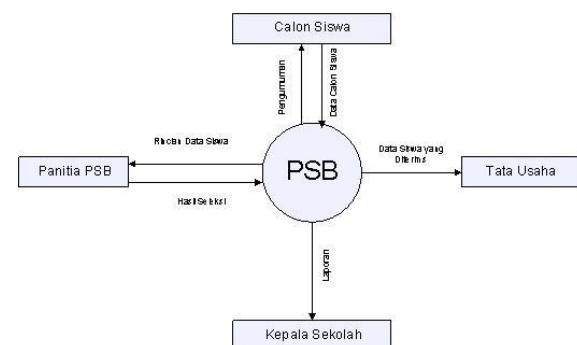 Calon Siswa
Pengumuman
Data Calon Siswa
Rincian Data Siswa
Data Siswa yang
Diterima
Panitia PSB
PSB
Tata Usaha
Hasil Seleksi
Laporan
Kepala Sekolah